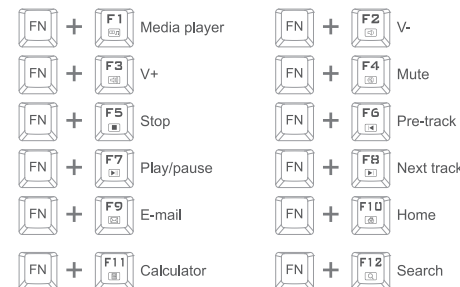 FN + F1 Media player FN + F2 V-
FN + F3 V+ FN + F4 Mute
FN + F5 Stop FN + F6 Pre-track
FN + F7 Play/pause FN + F8 Next track
FN + F9 E-mail FN + F10 Home
FN + F11 Calculator FN + F12 Search